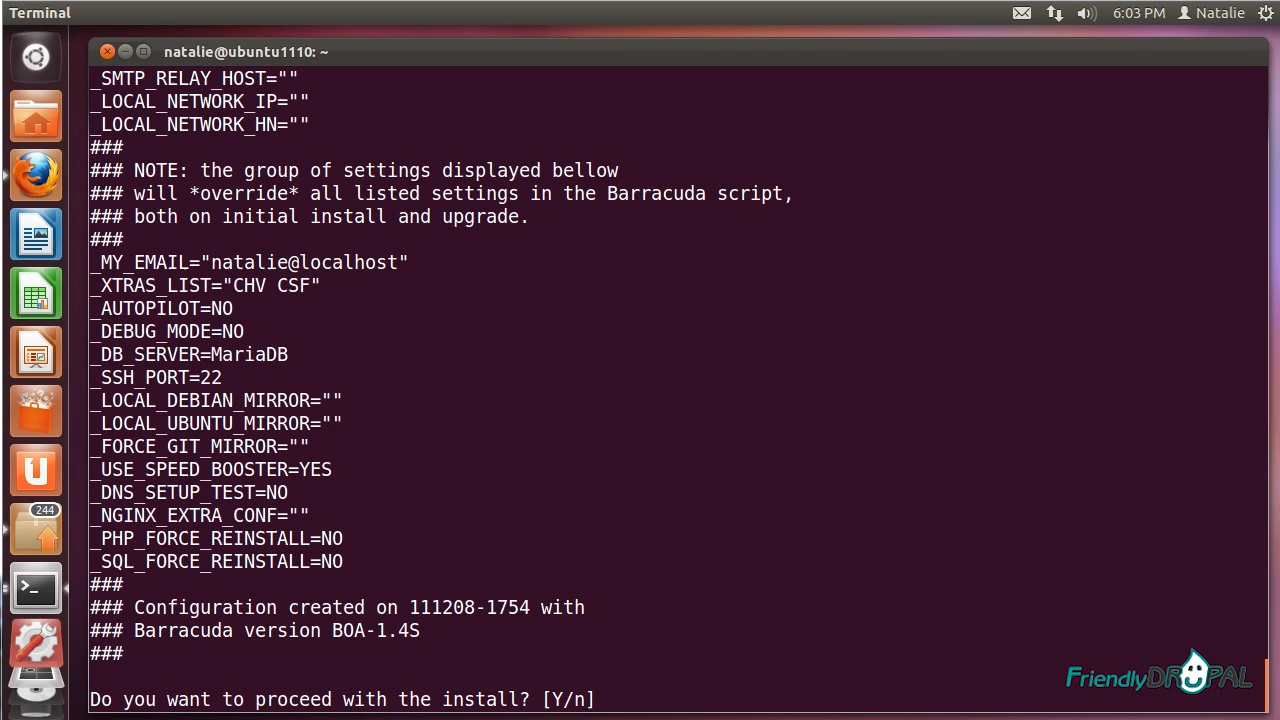 Terminal
6:03 PM Natalie
natalie@ubuntu1110: ~
_SMTP_RELAY_HOST=""
_LOCAL_NETWORK_IP=""
_LOCAL_NETWORK_HN=""
###
### NOTE: the group of settings displayed bellow
### will *override* all listed settings in the Barracuda script,
### both on initial install and upgrade.
###
_MY_EMAIL="natalie@localhost"
_XTRAS_LIST="CHV CSF"
_AUTOPILOT=NO
_DEBUG_MODE=NO
_DB_SERVER=MariaDB
_SSH_PORT=22
_LOCAL_DEBIAN_MIRROR=""
_LOCAL_UBUNTU_MIRROR=""
_FORCE_GIT_MIRROR=""
_USE_SPEED_BOOSTER=YES
_DNS_SETUP_TEST=NO
_NGINX_EXTRA_CONF=""
_PHP_FORCE_REINSTALL=NO
_SQL_FORCE_REINSTALL=NO
###
### Configuration created on 111208-1754 with
### Barracuda version BOA-1.4S
###
Do you want to proceed with the install? [Y/n]
244
FriendlyDRUPAL